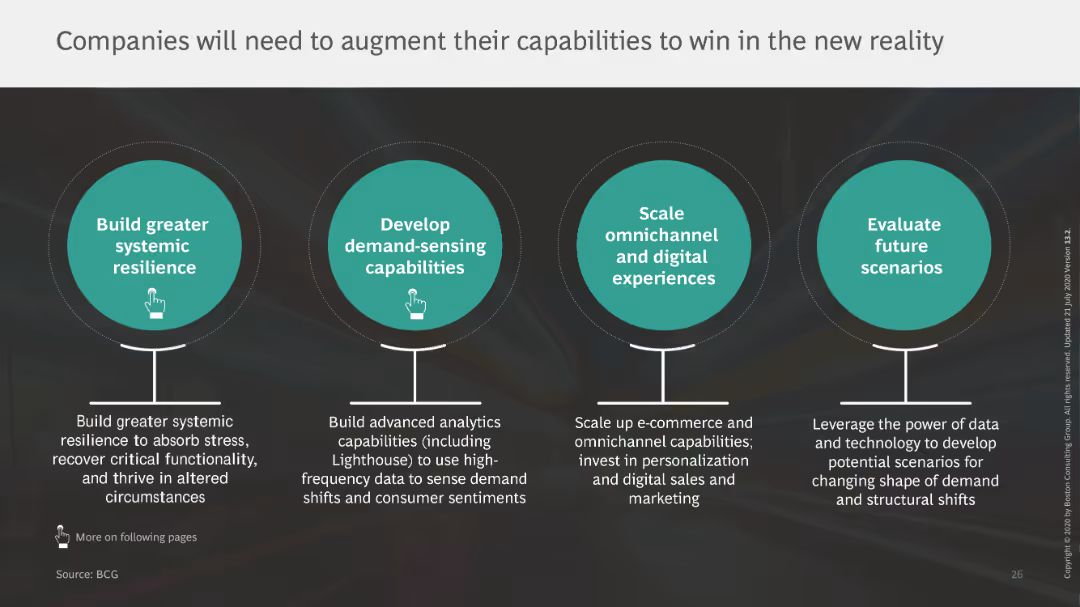 Companies will need to augment their capabilities to win in the new reality
Build greater
systemic
resilience
Develop
demand-sensing
capabilities
Scale
omnichannel
and digital
experiences
Evaluate
future
scenarios
Build greater systemic
resilience to absorb stress,
recover critical functionality,
and thrive in altered
circumstances
Build advanced analytics
capabilities (including
Lighthouse) to use high-
frequency data to sense demand
shifts and consumer sentiments
Scale up e-commerce and
omnichannel capabilities;
invest in personalization
and digital sales and
marketing
Leverage the power of data
and technology to develop
potential scenarios for
changing shape of demand
and structural shifts
More on following pages
Source: BCG
26
Copyright © 2020 by Boston Consulting Group. All rights reserved. Updated 21 July 2020 Version 13.2.